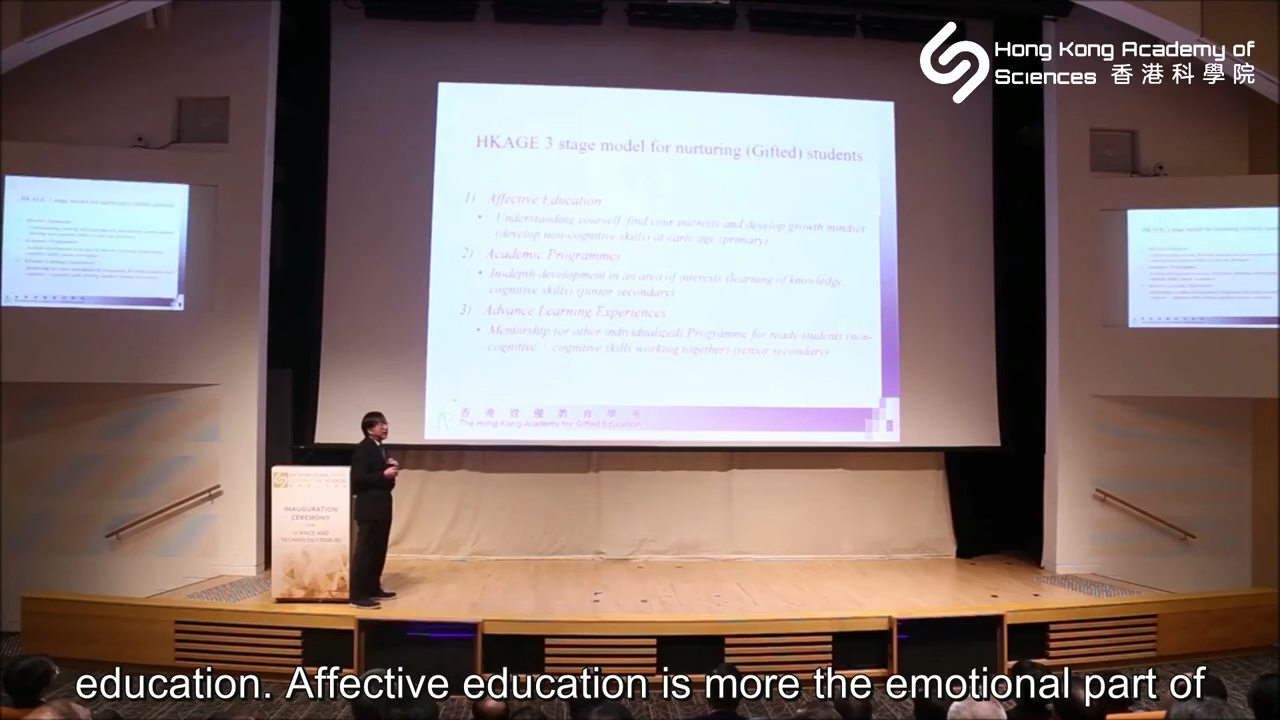 Hong Kong Academy of
Sciences 香港科學院
HKAGE 3 stage model for nurturing (Gifted) students
1) Affective Education
• Understanding yourself, find your interests and develop growth mindset
(develop non-cognitive skills) at early age (primary)
2) Academic Programmes
• In-depth development in an area of interests (learning of knowledge,
cognitive skills) (junior secondary)
3) Advance Learning Experiences
• Mentorship (or other individualized) Programme for ready students (non-
cognitive + cognitive skills working together) (senior secondary)
香港資優教育學苑
The Hong Kong Academy for Gifted Education
INAUGURATION
CEREMONY
SCIENCE AND
TECHNOLOGY FORUM
education. Affective education is more the emotional part of